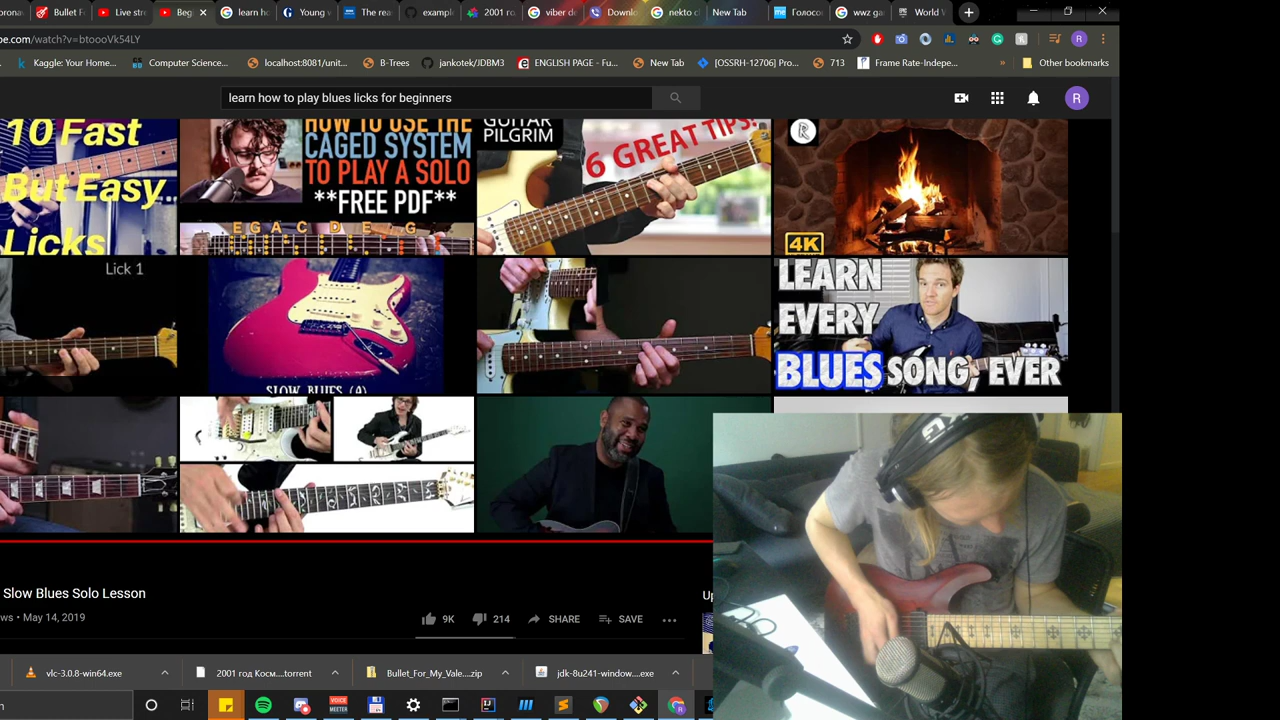 Bullet F
Live stre
Beg
learn h
Young v
The rea
example
2001 ro
viber de
Downlo
nekto c
New Tab
Голосо
wwz ga
World V
be.com/watch?v=btoooVk54LY
Kaggle: Your Home...
Computer Science...
localhost:8081/unit...
B-Trees
jankotek/JDBM3
ENGLISH PAGE - Fu...
New Tab
[OSSRH-12706] Pro...
713
Frame Rate-Indepe...
»
Other bookmarks
learn how to play blues licks for beginners
R
10 Fast
But Easy
Licks
HOW TO USE THE
CAGED SYSTEM
TO PLAY A SOLO
**FREE PDF**
E G A C D E G
GUITAR
PILGRIM
6 GREAT TIPS!
R
4K
Lick 1
SLOW BLUES (A)
LEARN
EVERY
BLUES SONG, EVER
Slow Blues Solo Lesson
ws • May 14, 2019
9K
214
SHARE
SAVE
Up
vlc-3.0.8-win64.exe
2001 год Косм....torrent
Bullet_For_My_Vale....zip
jdk-8u241-window....exe
VOICE
MEETER